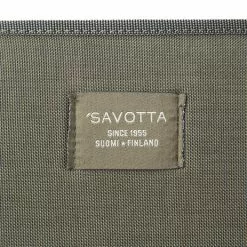 'SAVOTTA
SINCE 1955
SUOMI ★ FINLAND